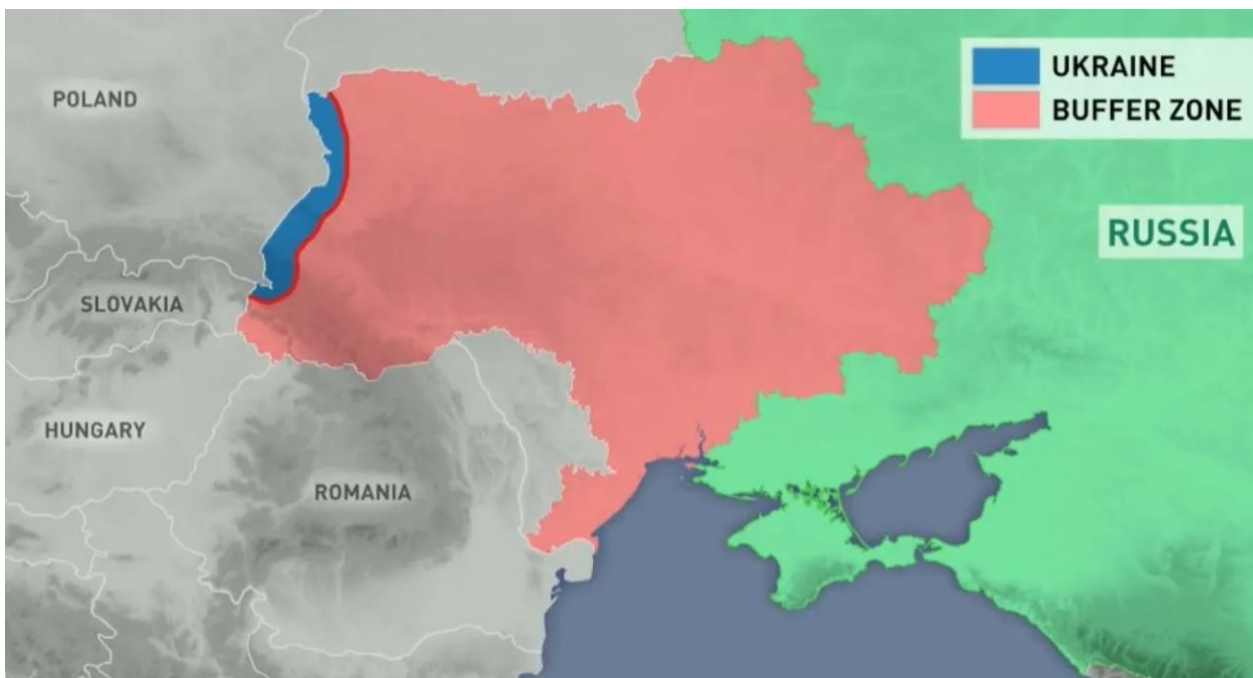 UKRAINE
BUFFER ZONE
POLAND
RUSSIA
SLOVAKIA
HUNGARY
ROMANIA